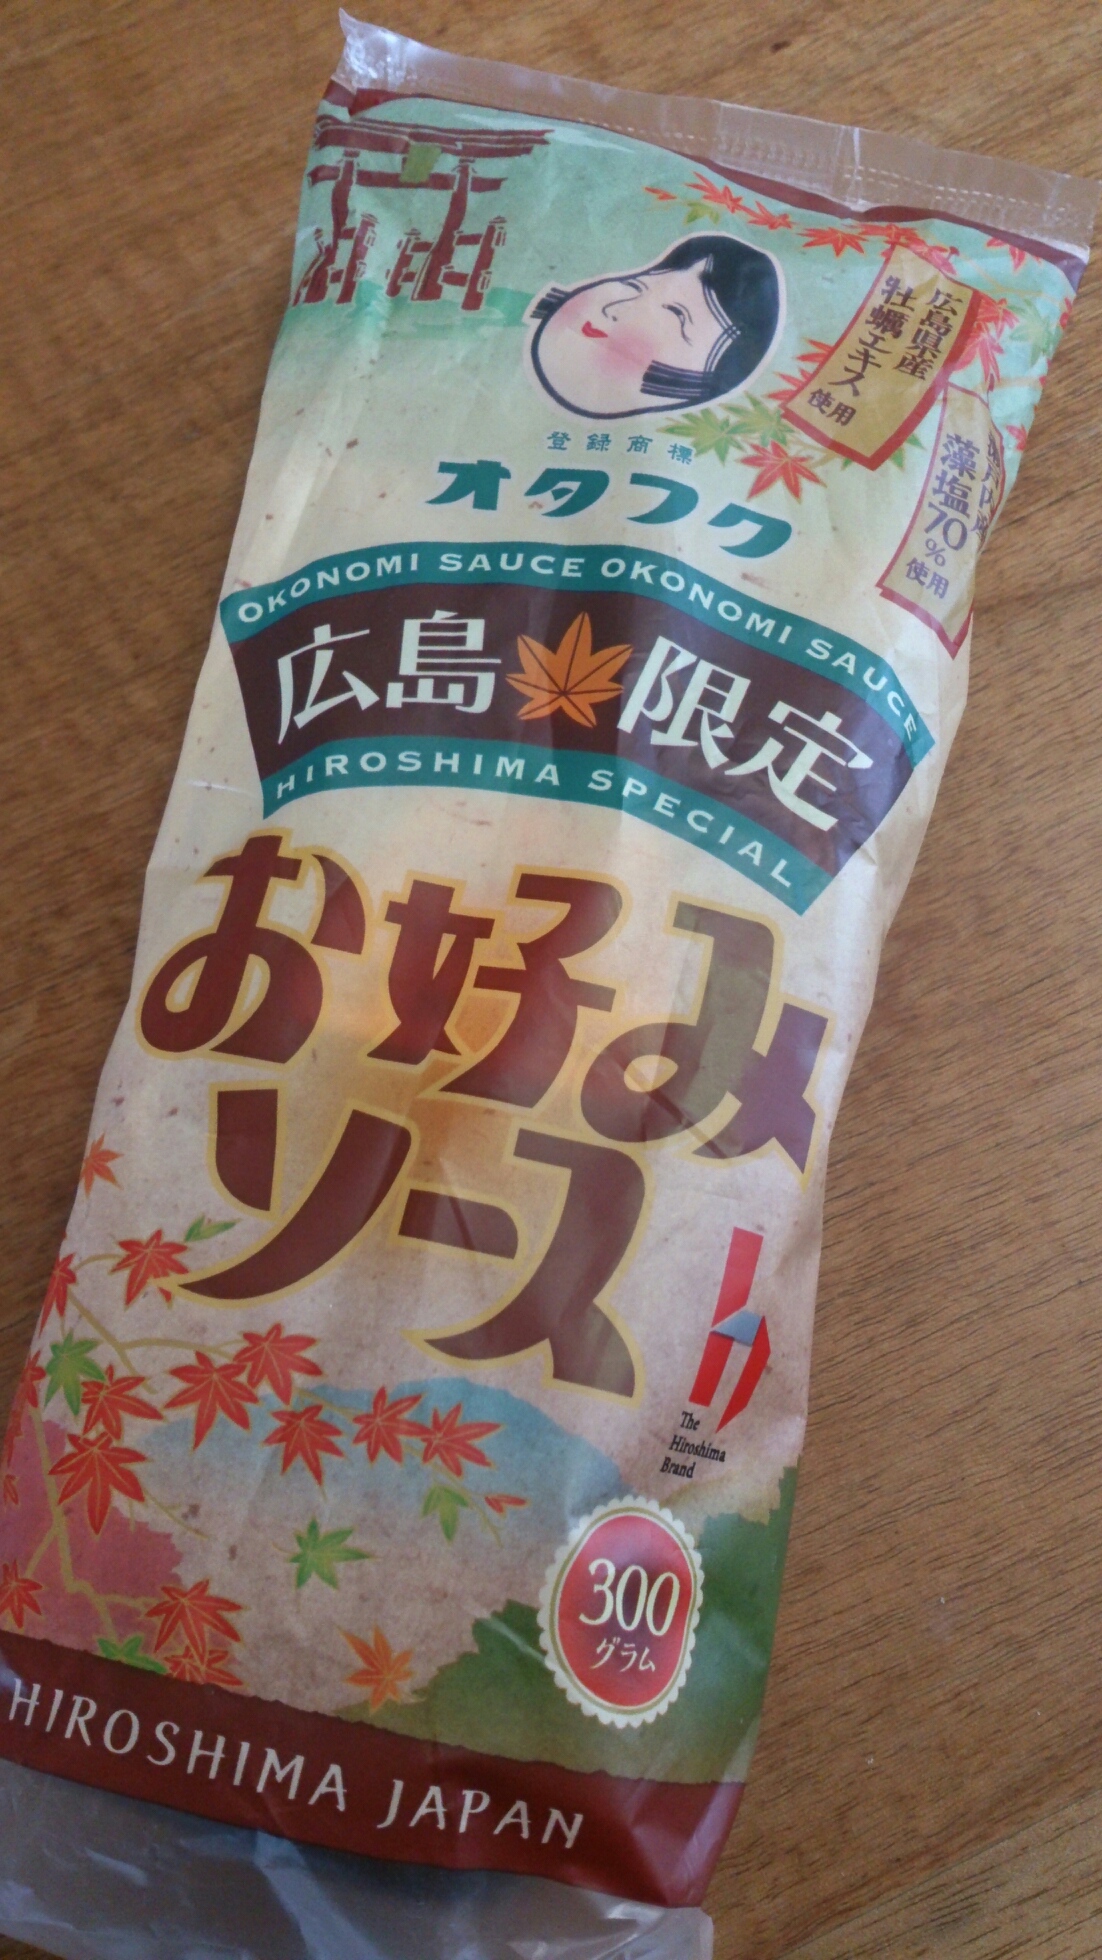 広島県産
牡蠣エキス
使用
藻塩70%
使用
登録商標
オタフク
OKONOMI SAUCE OKONOMI SAUCE
広島限定
HIROSHIMA SPECIAL
お好み
ソース
The
Hiroshima
Brand
300
グラム
HIROSHIMA JAPAN